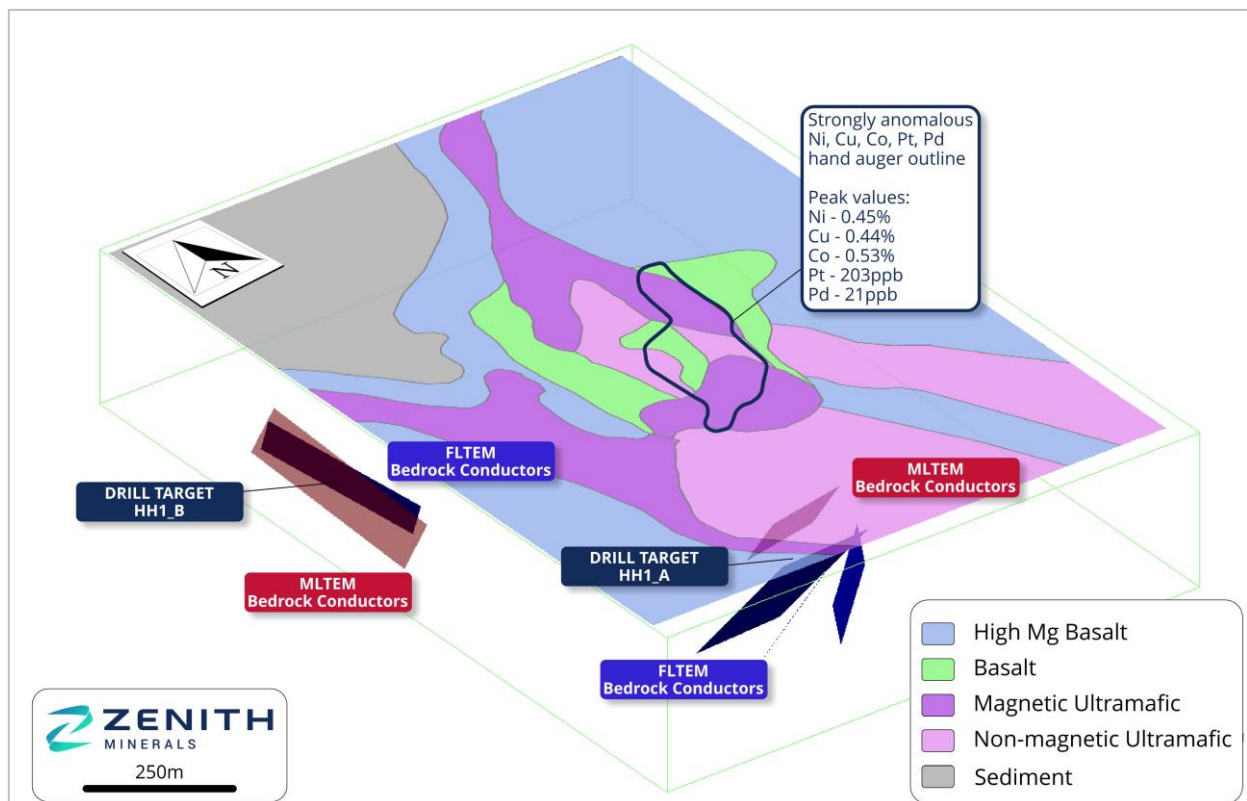 Strongly anomalous
Ni, Cu, Co, Pt, Pd
hand auger outline
Peak values:
Ni - 0.45%
Cu - 0.44%
Co - 0.53%
Pt - 203ppb
Pd - 21ppb
N
FLTEM
Bedrock Conductors
MLTEM
Bedrock Conductors
DRILL TARGET
HH1_B
DRILL TARGET
HH1_A
MLTEM
Bedrock Conductors
FLTEM
Bedrock Conductors
High Mg Basalt
Basalt
Magnetic Ultramafic
Non-magnetic Ultramafic
Sediment
ZENITH
MINERALS
250m